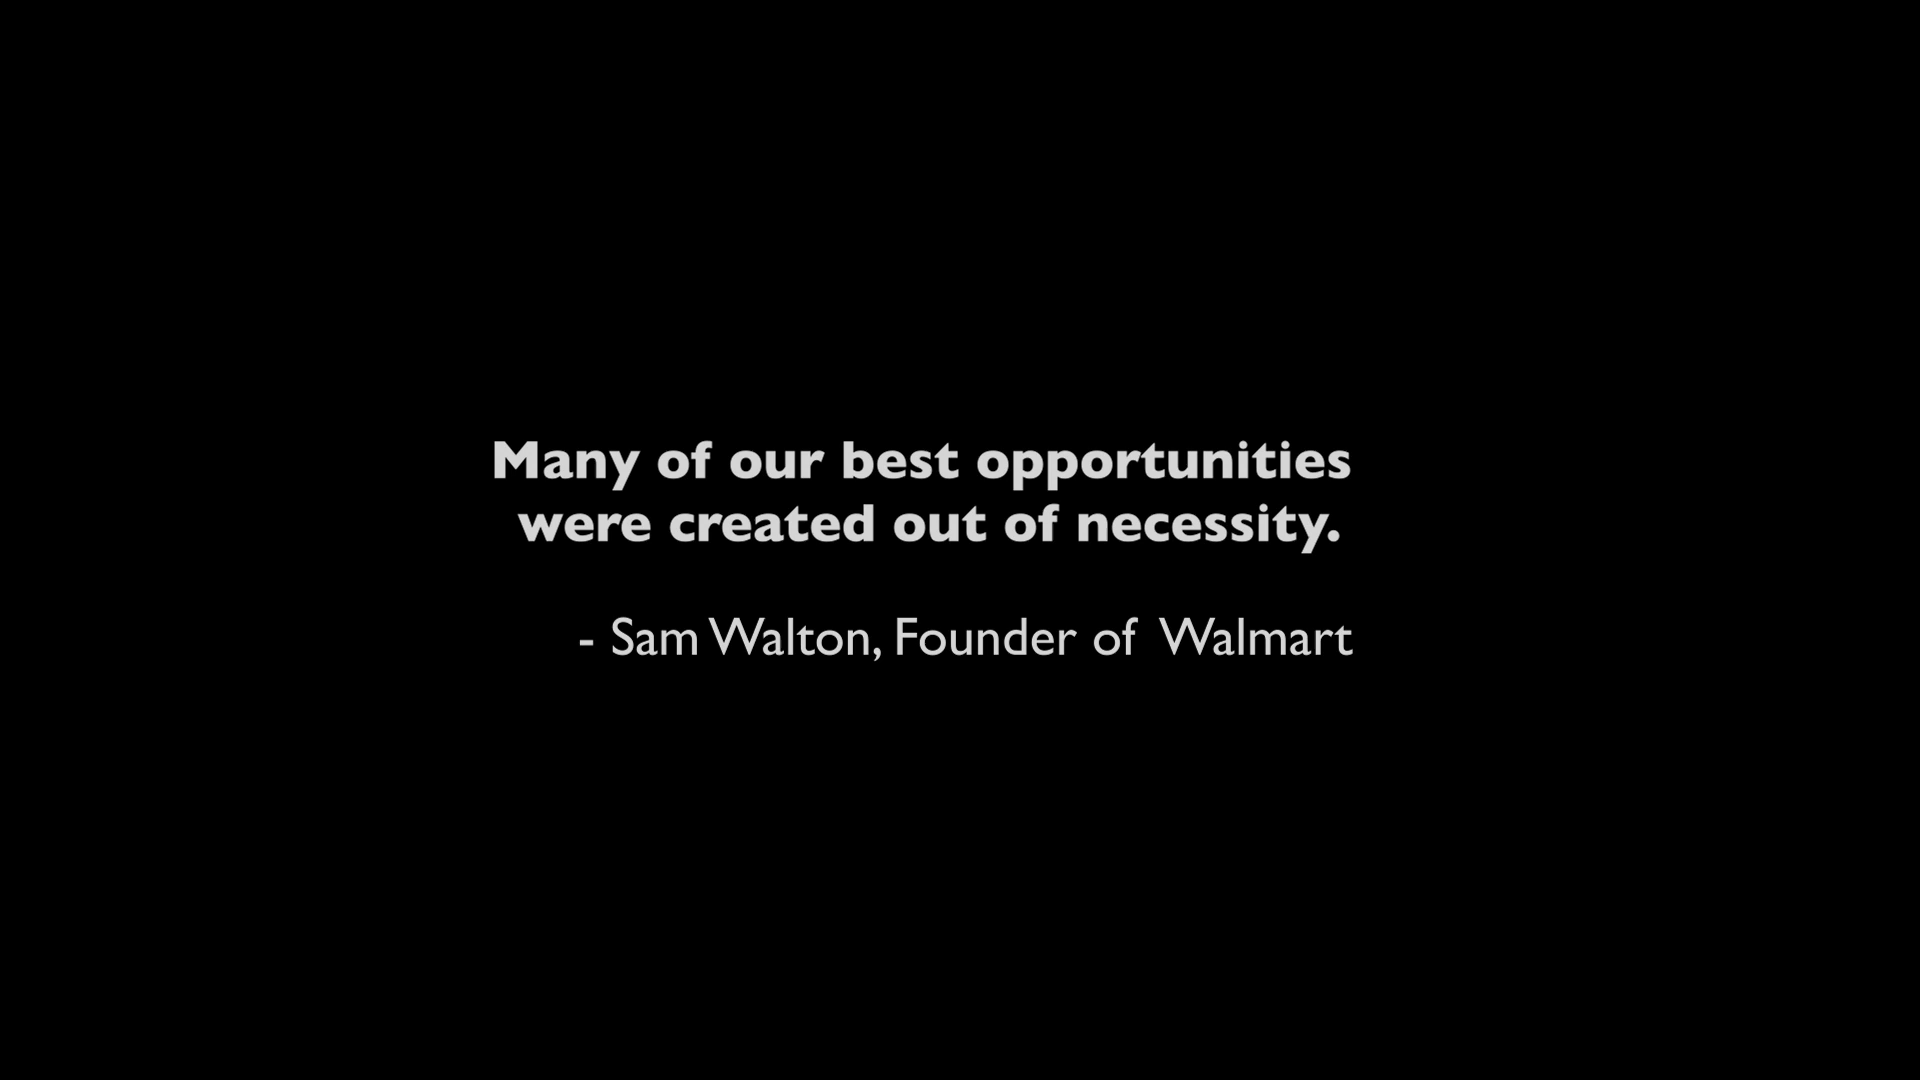 Many of our best opportunities
were created out of necessity.
- Sam Walton, Founder of Walmart